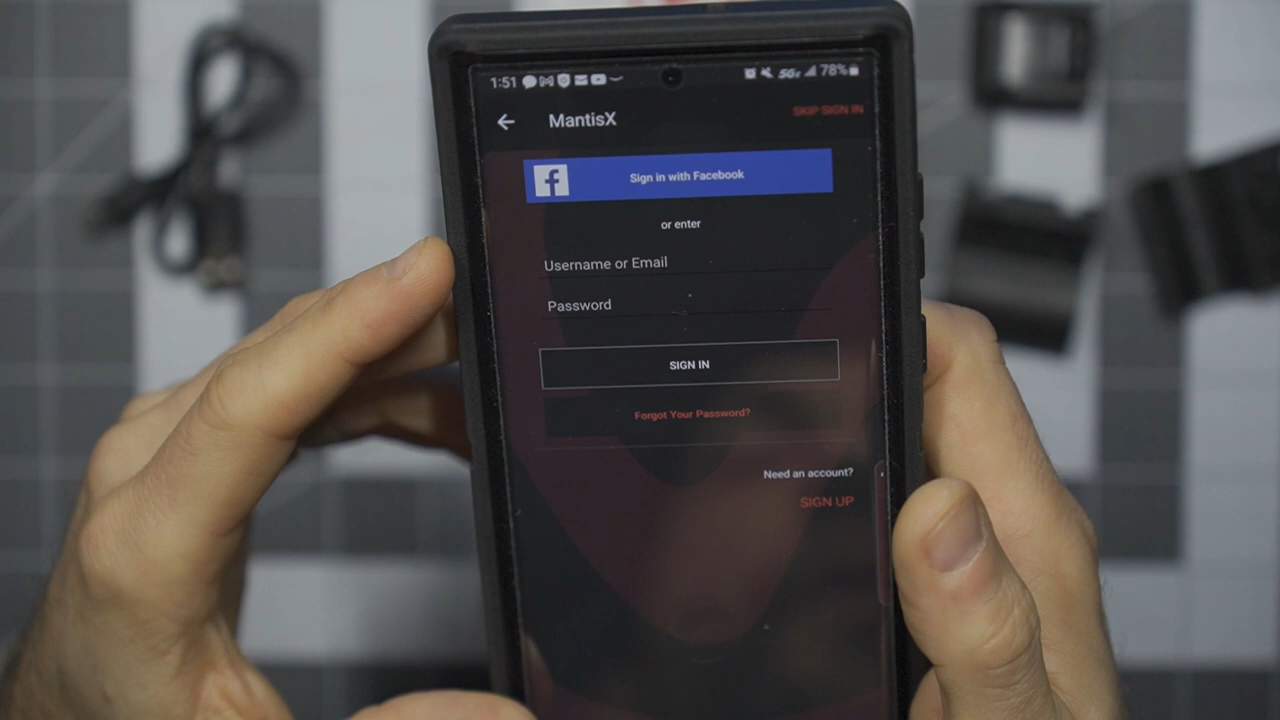 1:51 5G 78%
MantisX
SKIP SIGN IN
f Sign in with Facebook
or enter
Username or Email
Password
SIGN IN
Forgot Your Password?
Need an account?
SIGN UP